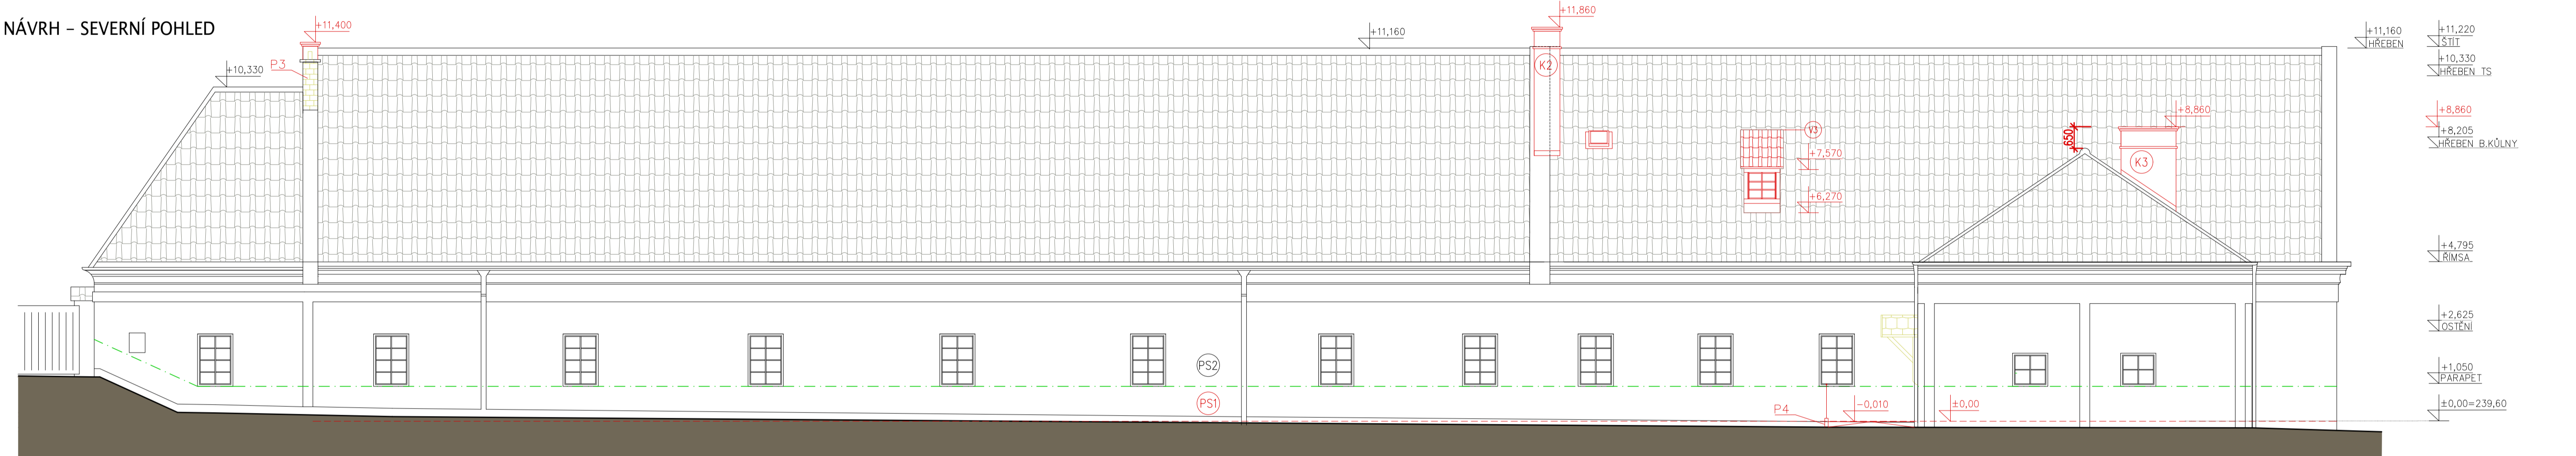 NÁVRH - SEVERNÍ POHLED
+11,400
P3
+10,330
+11,160
+11,860
K2
V3
+7,570
+6,270
650
+8,860
K3
+11,160
HŘEBEN
+11,220
ŠTÍT
+10,330
HŘEBEN TS
+8,860
+8,205
HŘEBEN B.KŮLNY
+4,795
ŘÍMSA
+2,625
OSTĚNÍ
+1,050
PARAPET
±0,00=239,60
PS2
PS1
P4
-0,010
±0,00